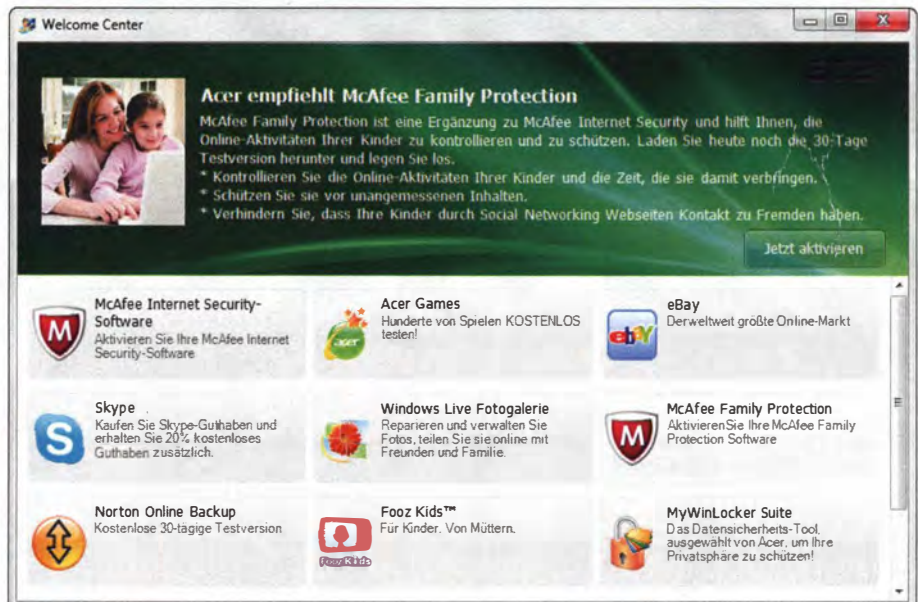 Welcome Center
Acer empfiehlt McAfee Family Protection
McAfee Family Protection ist eine Ergänzung zu McAfee Internet Security und hilft Ihnen, die
Online-Aktivitäten Ihrer Kinder zu kontrollieren und zu schützen. Laden Sie heute noch die 30-Tage
Testversion herunter und legen Sie los.
* Kontrollieren Sie die Online-Aktivitäten Ihrer Kinder und die Zeit, die sie damit verbringen.
* Schützen Sie sie vor unangemessenen Inhalten.
* Verhindern Sie, dass Ihre Kinder durch Social Networking Webseiten Kontakt zu Fremden haben.
Jetzt aktivieren
M
McAfee Internet Security-
Software
Aktivieren Sie Ihre McAfee Internet
Security-Software
acer
Acer Games
Hunderte von Spielen KOSTENLOS
testen!
ebY
eBay
Der weltweit größte Online-Markt
S
Skype
Kaufen Sie Skype-Guthaben und
erhalten Sie 20% kostenloses
Guthaben zusätzlich.
Windows Live Fotogalerie
Reparieren und verwalten Sie
Fotos, teilen Sie sie online mit
Freunden und Familie.
M
McAfee Family Protection
Aktivieren Sie Ihre McAfee Family
Protection Software
Norton Online Backup
Kostenlose 30-tägige Testversion
Fooz Kids
Fooz Kids™
Für Kinder. Von Müttern.
MyWinLocker Suite
Das Datensicherheits-Tool,
ausgewählt von Acer, um Ihre
Privatsphäre zu schützen!